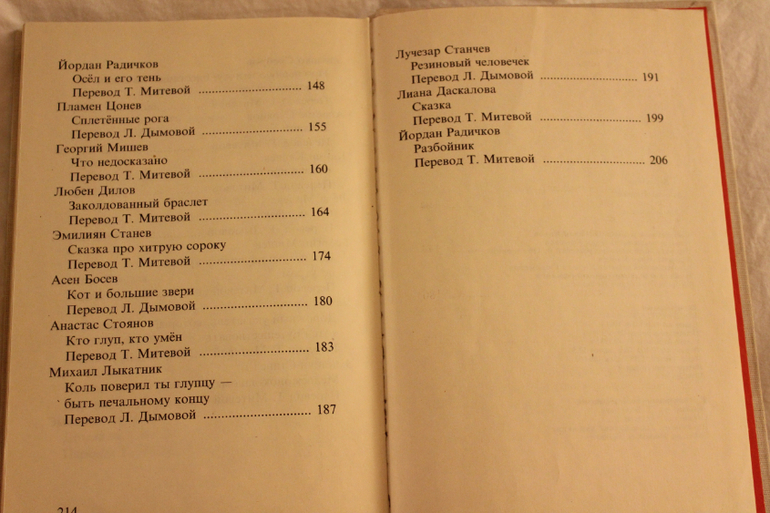 Йордан Радичков
Осёл и его тень
Перевод Т. Митевой ........................ 148
Пламен Цонев
Сплетённые рога
Перевод Л. Дымовой ........................ 155
Георгий Мишев
Что недосказано
Перевод Т. Митевой ........................ 160
Любен Дилов
Заколдованный браслет
Перевод Т. Митевой ........................ 164
Эмилиян Станев
Сказка про хитрую сороку
Перевод Т. Митевой ........................ 174
Асен Босев
Кот и большие звери
Перевод Л. Дымовой ........................ 180
Анастас Стоянов
Кто глуп, кто умён
Перевод Т. Митевой ........................ 183
Михаил Лыкатник
Коль поверил ты глупцу —
быть печальному концу
Перевод Л. Дымовой ........................ 187
214
Лучезар Станчев
Резиновый человечек
Перевод Л. Дымовой ........................ 191
Лиана Даскалова
Сказка
Перевод Т. Митевой ........................ 199
Йордан Радичков
Разбойник
Перевод Т. Митевой ........................ 206